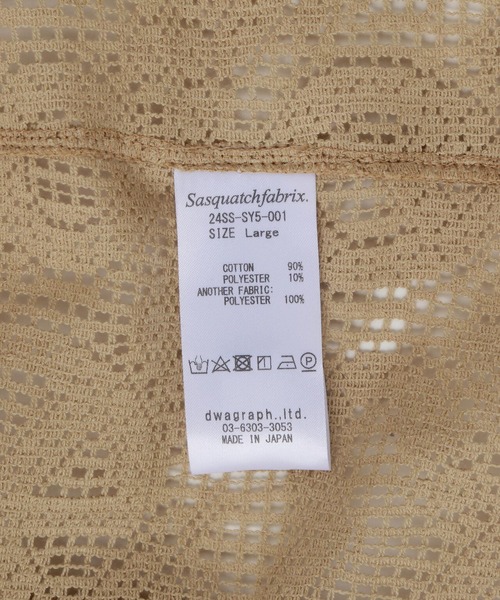 Sasquatchfabrix.
24SS-SY5-001
SIZE Large
COTTON 90%
POLYESTER 10%
ANOTHER FABRIC:
POLYESTER 100%
dwagraph.,ltd.
03-6303-3053
MADE IN JAPAN